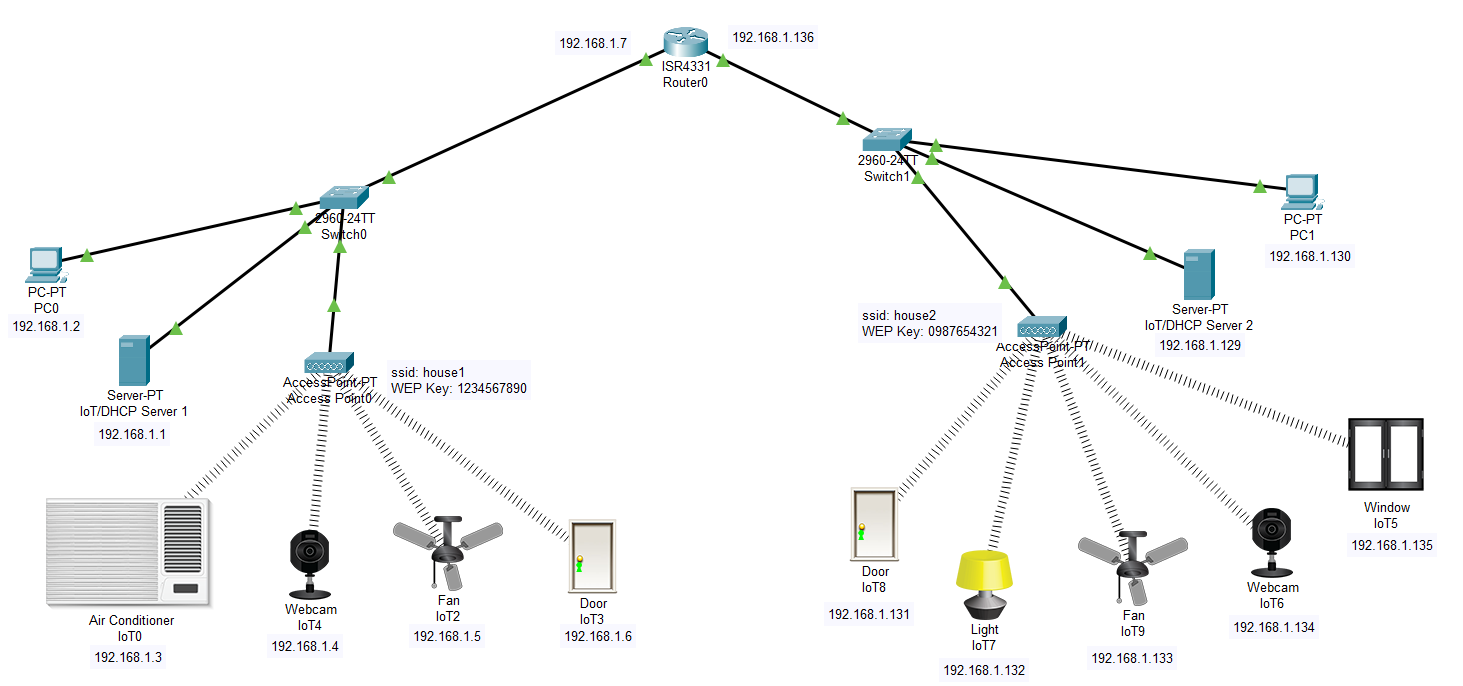 192.168.1.7
192.168.1.136
ISR4331
Router0
2960-24TT
Switch1
2960-24TT
Switch0
PC-PT
PC1
192.168.1.130
PC-PT
PC0
192.168.1.2
Server-PT
IoT/DHCP Server 2
192.168.1.129
ssid: house2
WEP Key: 0987654321
AccessPoint-PT
Access Point1
Server-PT
IoT/DHCP Server 1
192.168.1.1
AccessPoint-PT
Access Point0
ssid: house1
WEP Key: 1234567890
Air Conditioner
IoT0
192.168.1.3
Webcam
IoT4
192.168.1.4
Fan
IoT2
192.168.1.5
Door
IoT3
192.168.1.6
Door
IoT8
192.168.1.131
Light
IoT7
192.168.1.132
Fan
IoT9
192.168.1.133
Webcam
IoT6
192.168.1.134
Window
IoT5
192.168.1.135